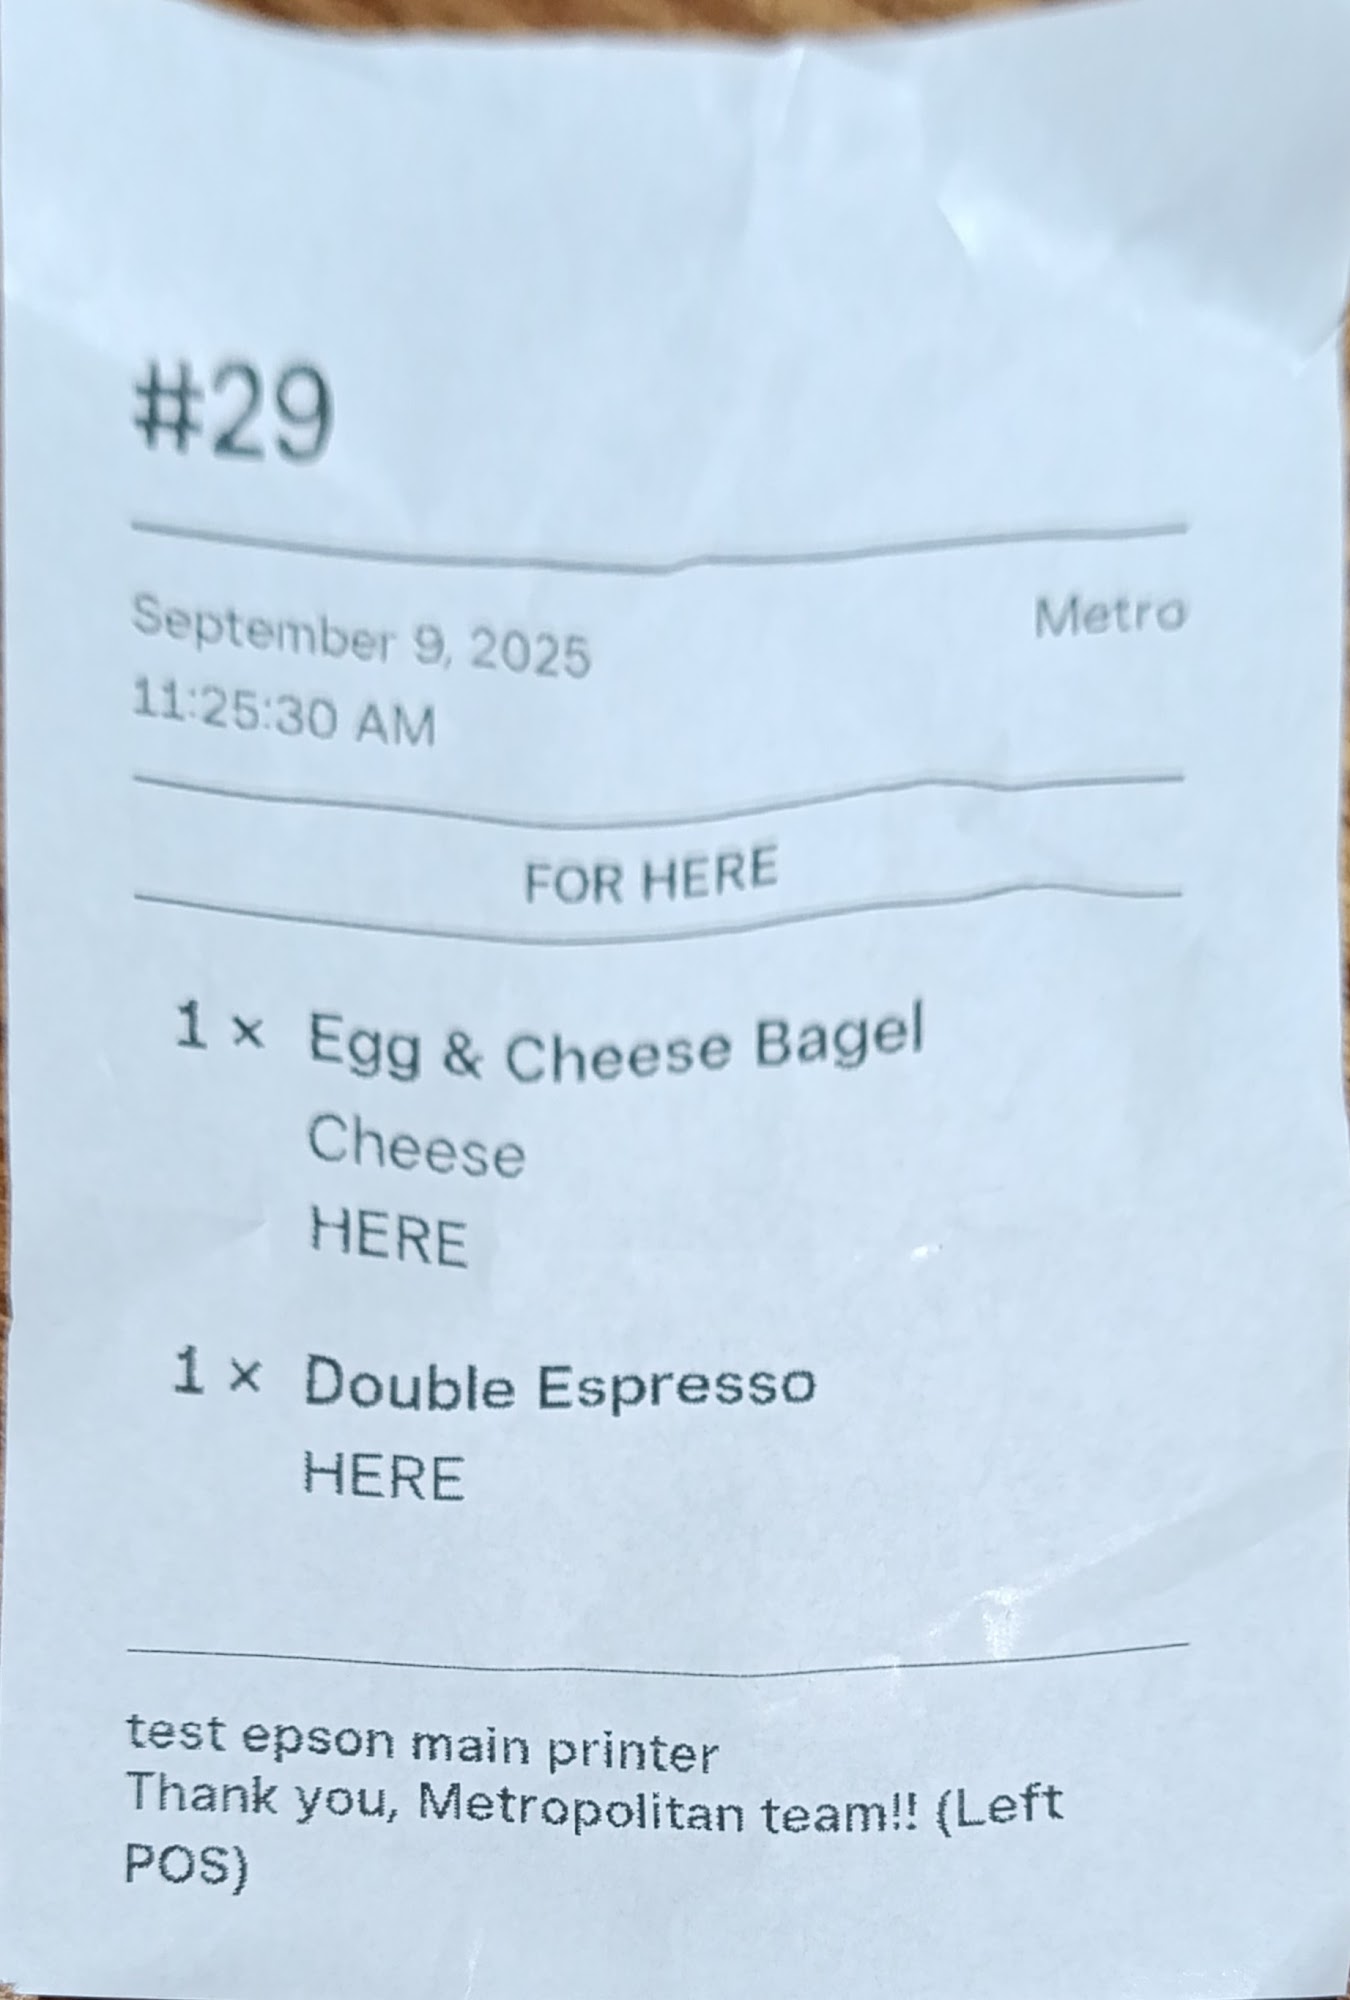 #29
September 9, 2025 Metro
11:25:30 AM
FOR HERE
1 × Egg & Cheese Bagel
Cheese
HERE
1 × Double Espresso
HERE
test epson main printer
Thank you, Metropolitan team!! (Left
POS)